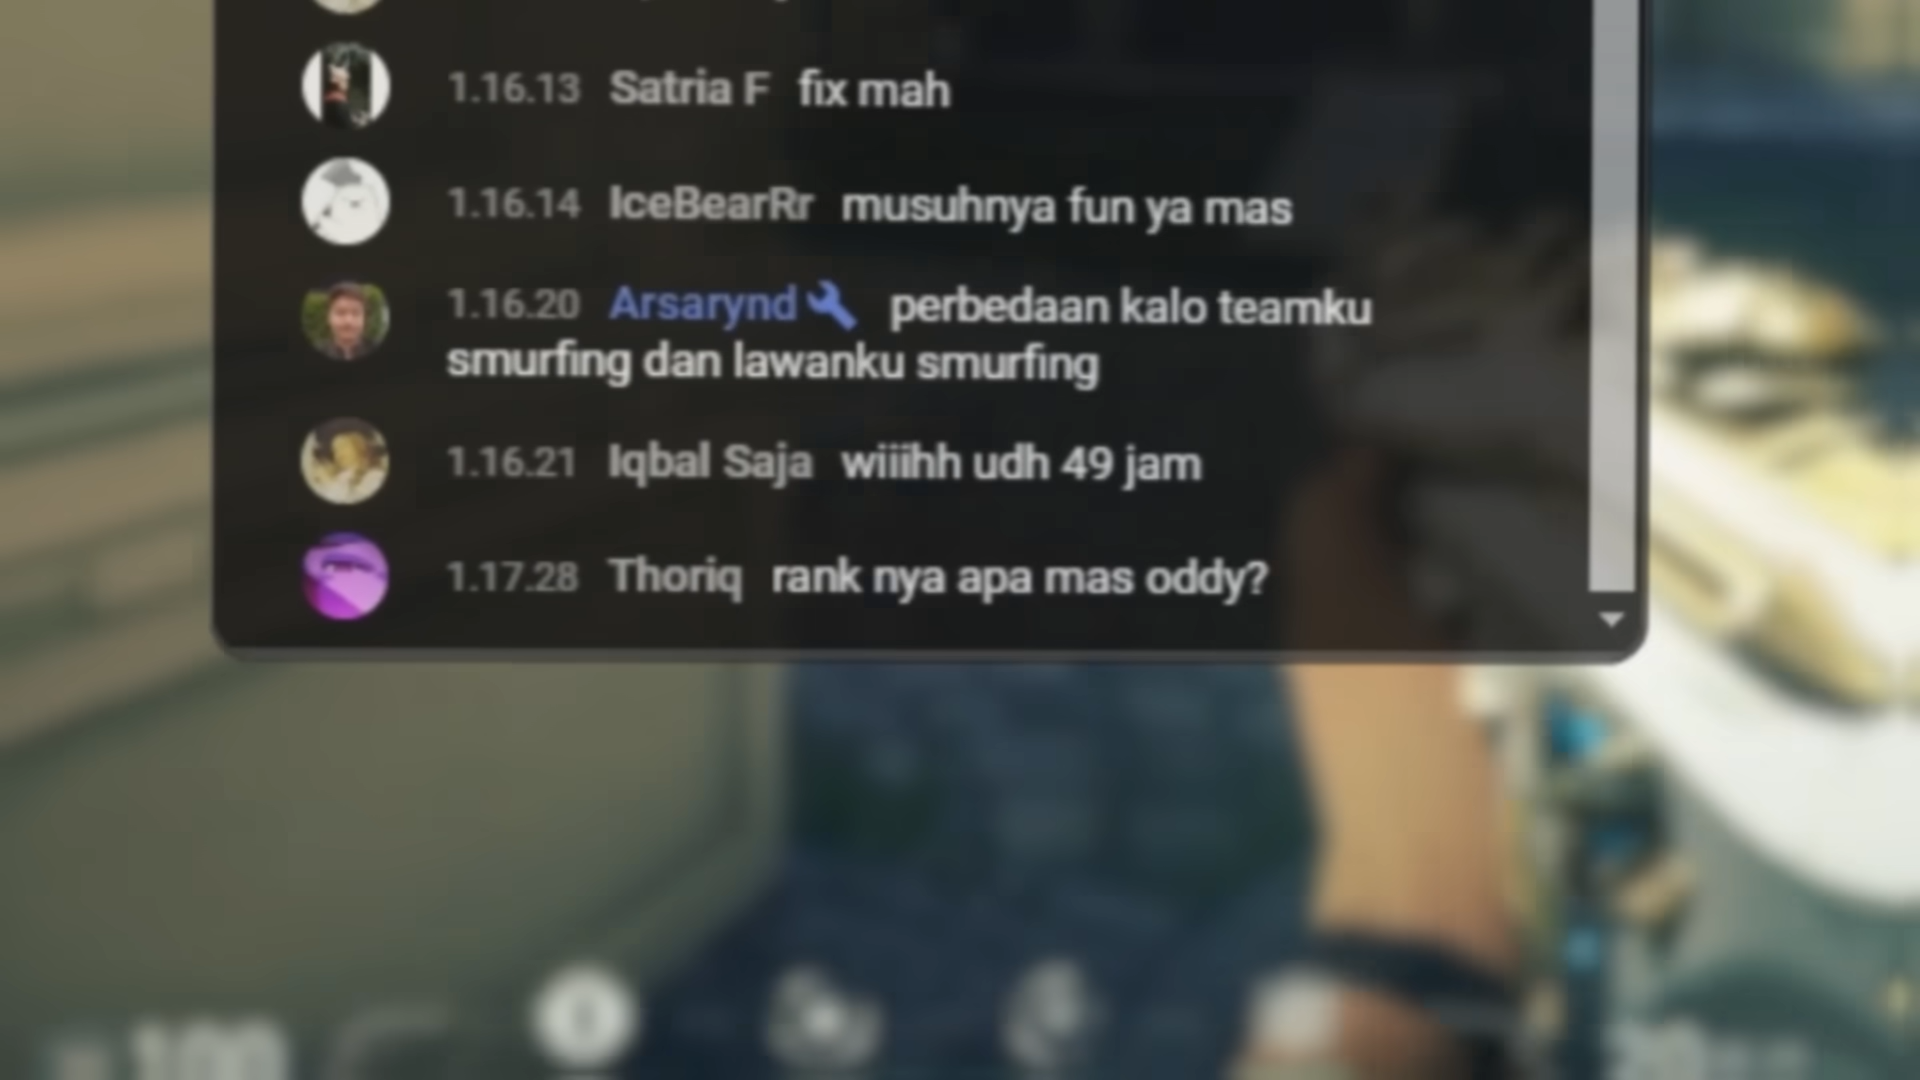 1.16.13 Satria F fix mah
1.16.14 IceBearRr musuhnya fun ya mas
1.16.20 Arsarynd perbedaan kalo teamku
smurfing dan lawanku smurfing
1.16.21 Iqbal Saja wiiihh udh 49 jam
1.17.28 Thoriq rank nya apa mas oddy?
100